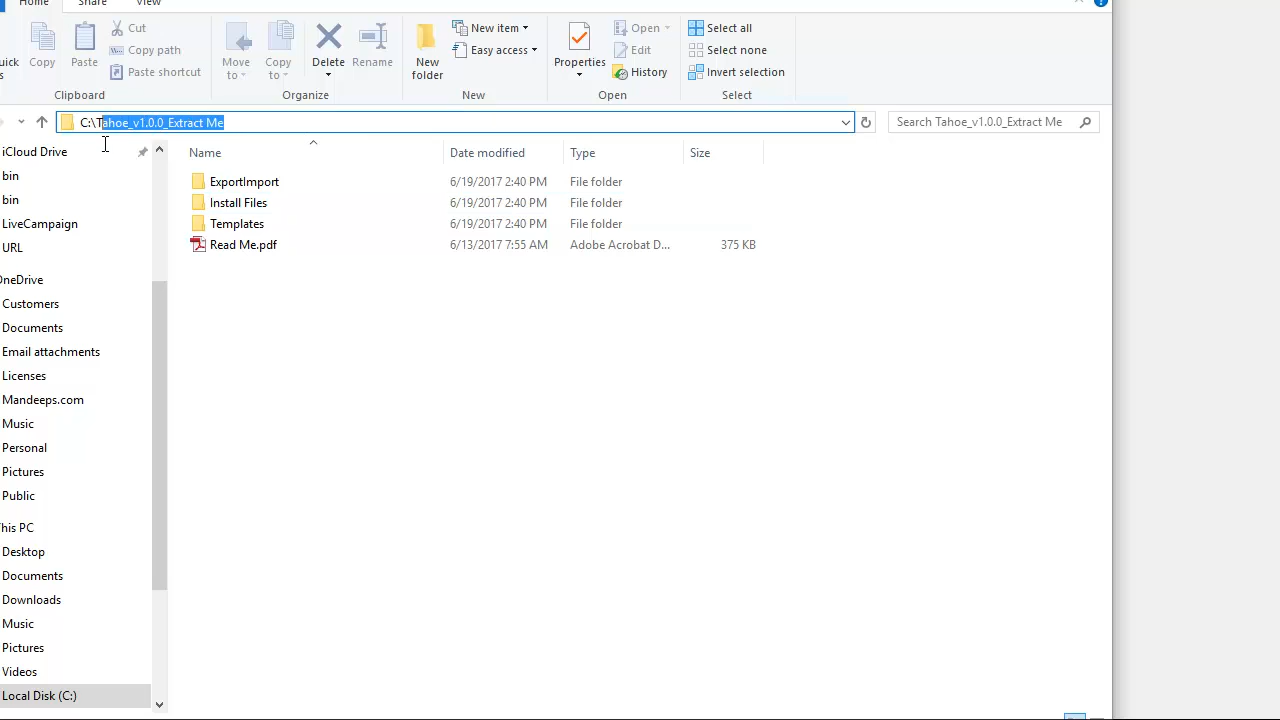 Home Share View
Cut
Copy path
Paste shortcut
Copy
Paste
Clipboard
Move to
Copy to
Delete
Rename
Organize
New folder
New item
Easy access
New
Properties
Open
Edit
History
Open
Select all
Select none
Invert selection
Select
C:\Tahoe_v1.0.0_Extract Me
Search Tahoe_v1.0.0_Extract Me
iCloud Drive
bin
bin
LiveCampaign
URL
OneDrive
Customers
Documents
Email attachments
Licenses
Mandeeps.com
Music
Personal
Pictures
Public
This PC
Desktop
Documents
Downloads
Music
Pictures
Videos
Local Disk (C:)
Name Date modified Type Size
ExportImport 6/19/2017 2:40 PM File folder
Install Files 6/19/2017 2:40 PM File folder
Templates 6/19/2017 2:40 PM File folder
Read Me.pdf 6/13/2017 7:55 AM Adobe Acrobat D... 375 KB